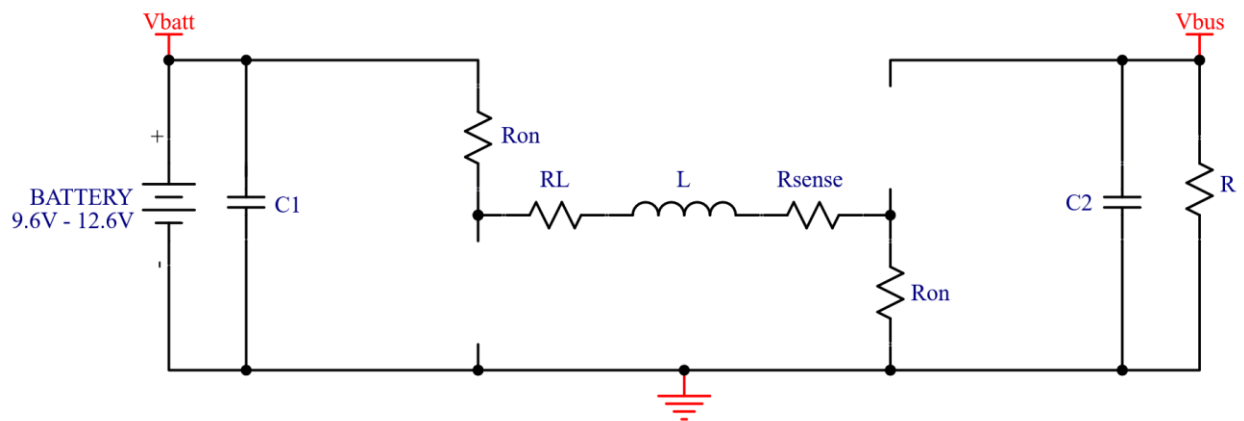 Vbatt
Vbus
+
Ron
RL
L
Rsense
BATTERY
9.6V - 12.6V
C1
C2
R
-
Ron